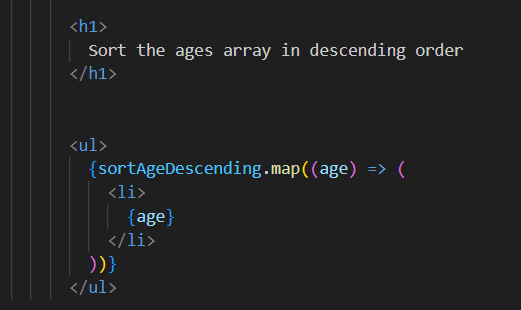 <h1>
Sort the ages array in descending order
</h1>
<ul>
{sortAgeDescending.map((age) => (
<li>
{age}
</li>
))}
</ul>